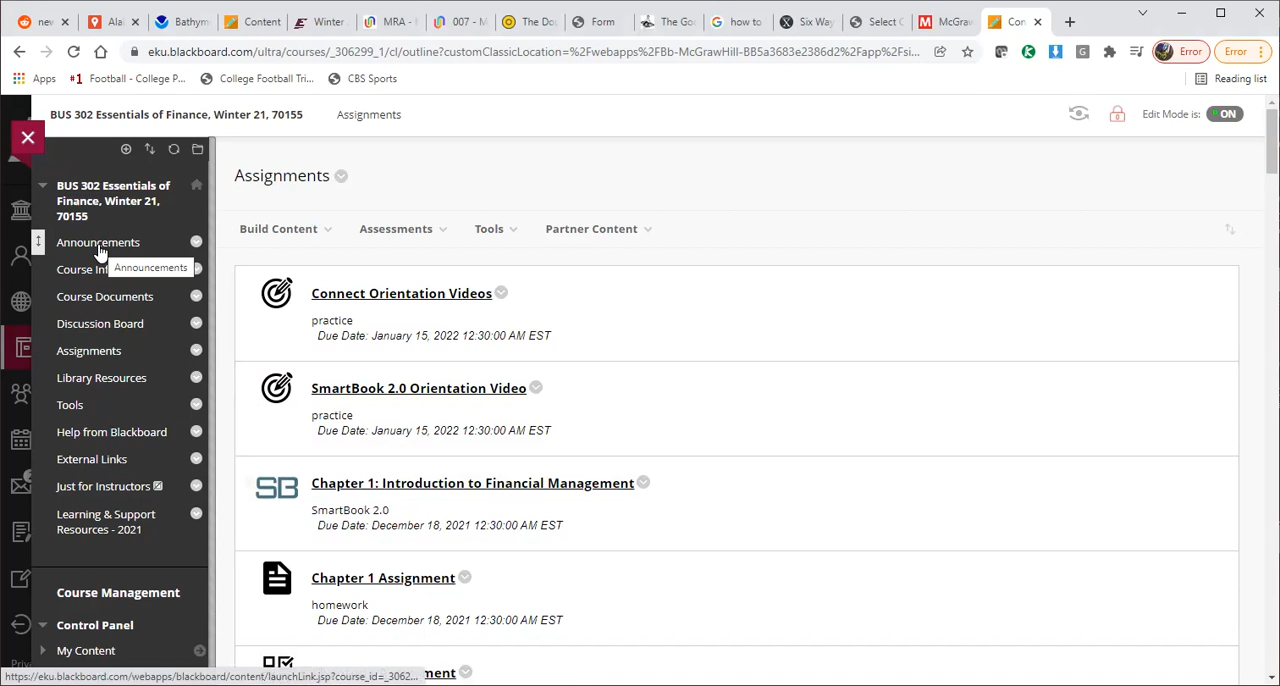 new
Alai
Bathym
Content
Winter
MRA - R
007 - M
The Dou
Form
The Goo
how to
Six Way
Select C
McGraw
Con
eku.blackboard.com/ultra/courses/_306299_1/cl/outline?customClassicLocation=%2Fwebapps%2FBb-McGrawHill-BB5a3683e2386d2%2Fapp%2Fsi...
Error
Error
Apps
#1 Football - College P...
College Football Tri...
CBS Sports
Reading list
BUS 302 Essentials of Finance, Winter 21, 70155
Assignments
Edit Mode is: ON
BUS 302 Essentials of
Finance, Winter 21,
70155
Announcements
Announcements
Course Inf
Course Documents
Discussion Board
Assignments
Library Resources
Tools
Help from Blackboard
External Links
Just for Instructors
Learning & Support
Resources - 2021
Course Management
Control Panel
My Content
Assignments
Build Content
Assessments
Tools
Partner Content
Connect Orientation Videos
practice
Due Date: January 15, 2022 12:30:00 AM EST
SmartBook 2.0 Orientation Video
practice
Due Date: January 15, 2022 12:30:00 AM EST
SB
Chapter 1: Introduction to Financial Management
SmartBook 2.0
Due Date: December 18, 2021 12:30:00 AM EST
Chapter 1 Assignment
homework
Due Date: December 18, 2021 12:30:00 AM EST
https://eku.blackboard.com/webapps/blackboard/content/launchLink.jsp?course_id=_3062...